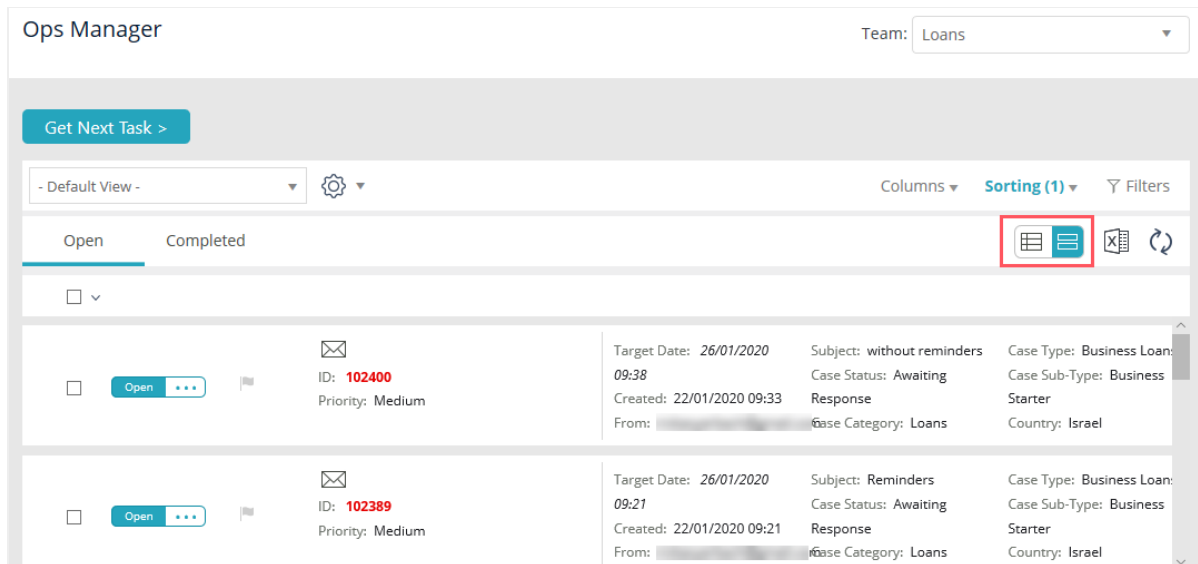 Ops Manager
Team: Loans
Get Next Task >
- Default View -
Columns Sorting (1) Filters
Open Completed
Target Date: 26/01/2020 Subject: without reminders Case Type: Business Loans
ID: 102400 09:38 Case Status: Awaiting Case Sub-Type: Business
Open ... Priority: Medium Created: 22/01/2020 09:33 Response Starter
From: Case Category: Loans Country: Israel
Target Date: 26/01/2020 Subject: Reminders Case Type: Business Loans
ID: 102389 09:21 Case Status: Awaiting Case Sub-Type: Business
Open ... Priority: Medium Created: 22/01/2020 09:21 Response Starter
From: Case Category: Loans Country: Israel